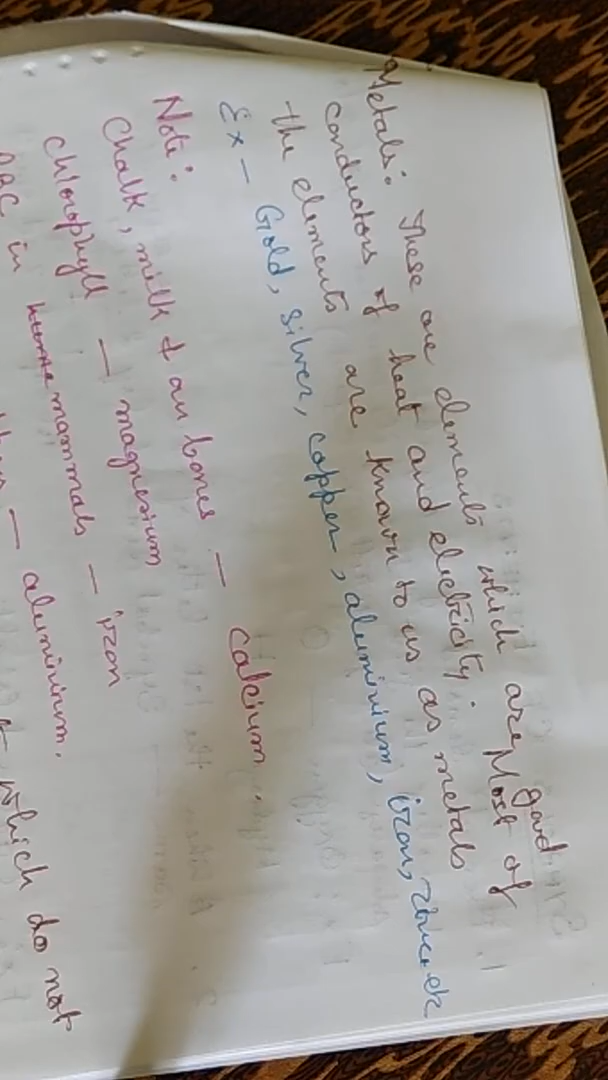 Metals: These are elements which are good
conductors of heat and electricity. Most of
the elements are known to us as metals
Ex - Gold, silver, copper, aluminium, iron, zinc etc
Note:
Chalk, milk & our bones - calcium.
chlorophyll - magnesium
RBC in mammals - iron
- aluminium.
which do not